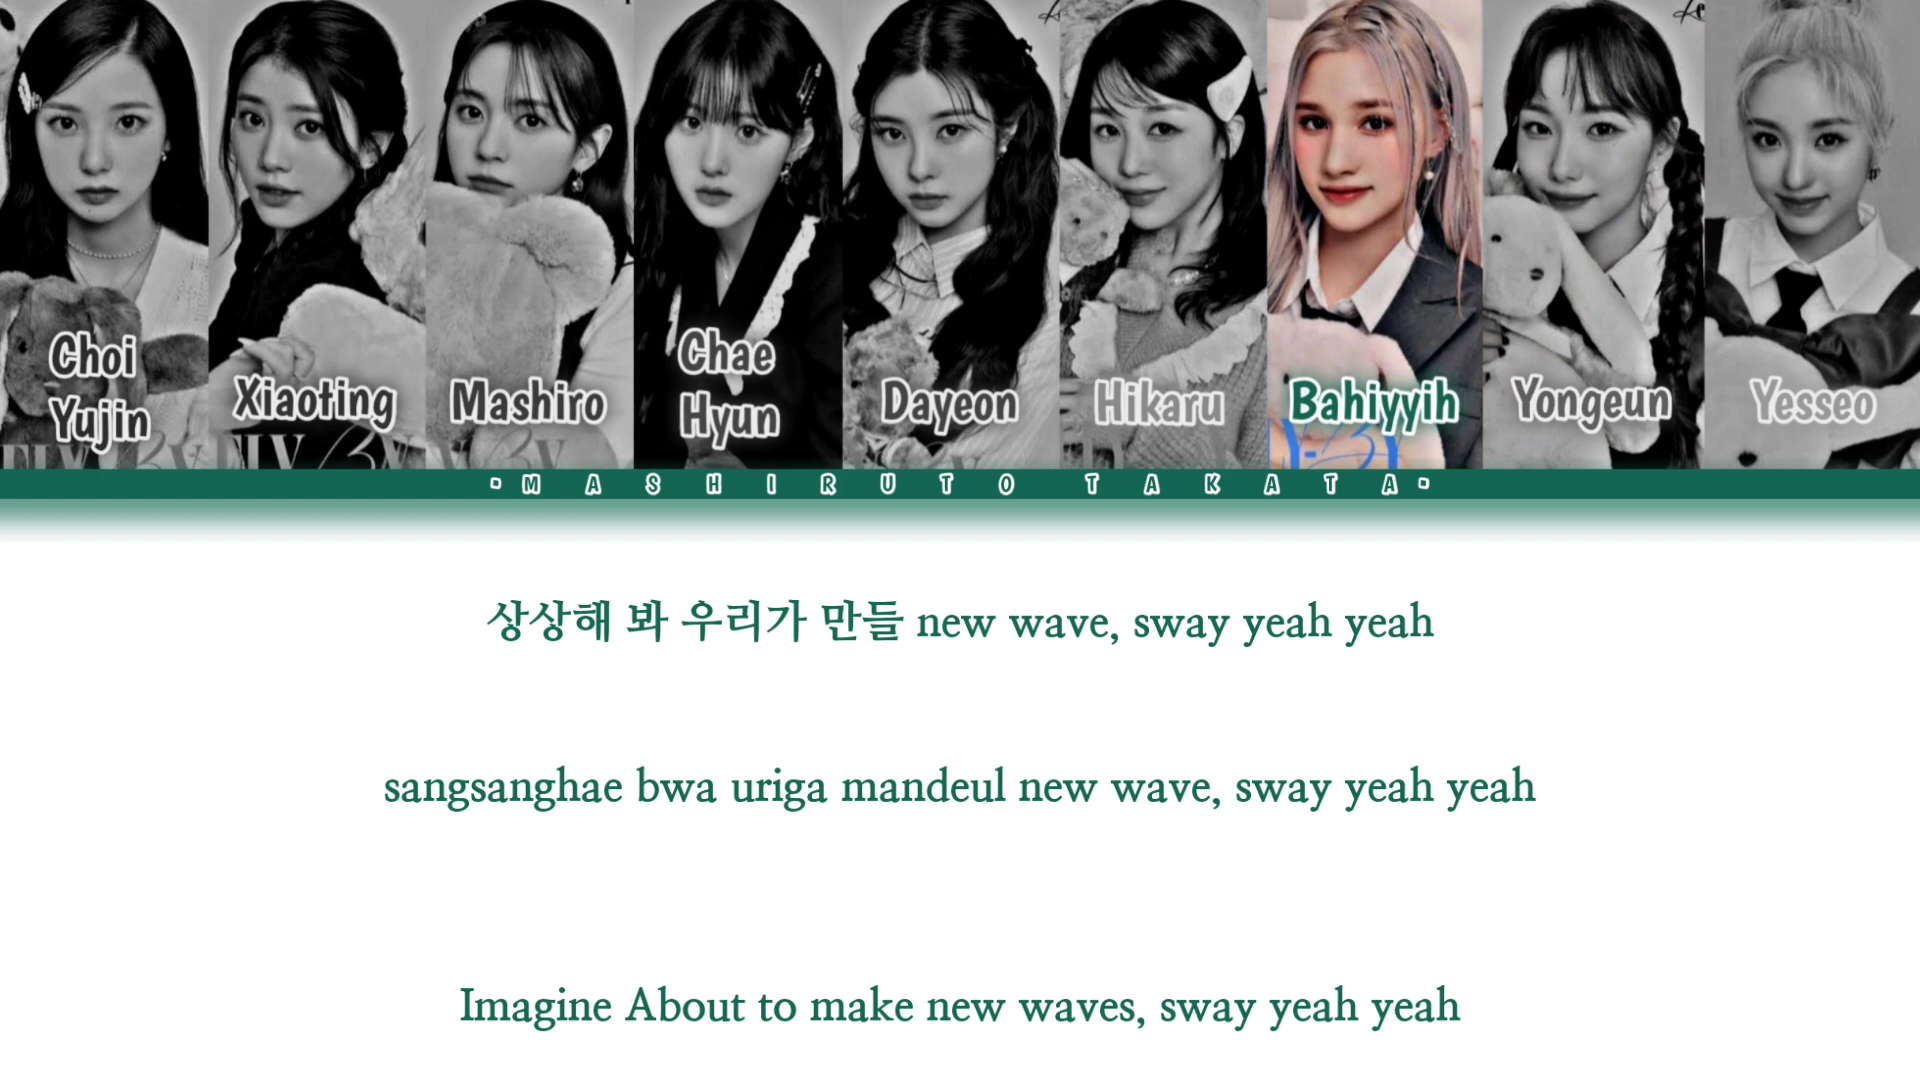 Choi
Yujin
Xiaoting
Mashiro
Chae
Hyun
Dayeon
Hikaru
Bahiyyih
Yongeun
Yesseo
MASHIRUTO TAKATA
상상해 봐 우리가 만들 new wave, sway yeah yeah
sangsanghae bwa uriga mandeul new wave, sway yeah yeah
Imagine About to make new waves, sway yeah yeah